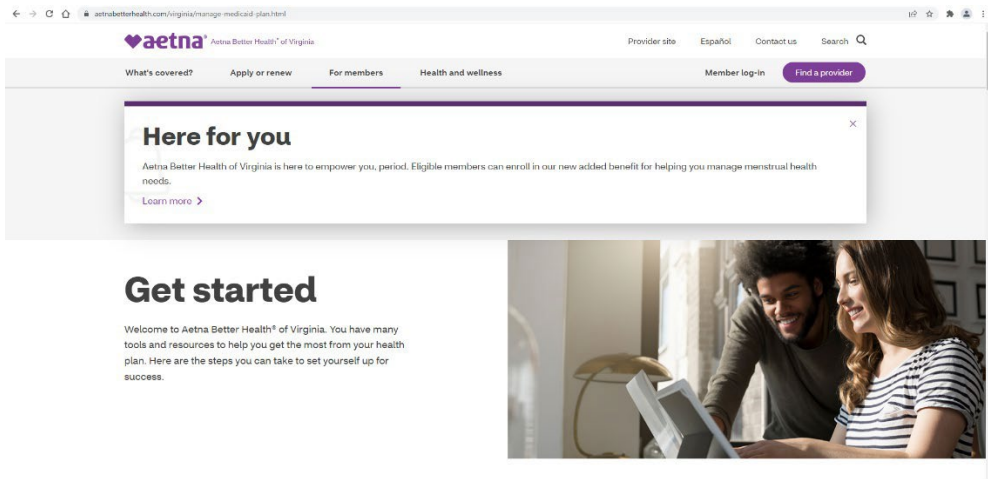 aetnabetterhealth.com/virginia/manage-medicaid-plan.html
aetna® Aetna Better Health® of Virginia
Provider site Español Contact us Search
What's covered? Apply or renew For members Health and wellness Member log-in Find a provider
Here for you
Aetna Better Health of Virginia is here to empower you, period. Eligible members can enroll in our new added benefit for helping you manage menstrual health
needs.
Learn more
Get started
Welcome to Aetna Better Health® of Virginia. You have many
tools and resources to help you get the most from your health
plan. Here are the steps you can take to set yourself up for
success.